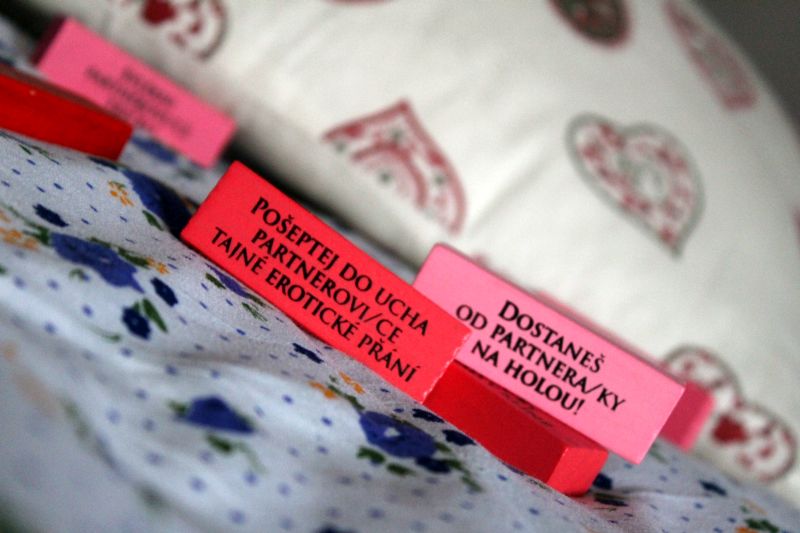 POŠEPTEJ DO UCHA
PARTNEROVI/CE
TAJNÉ EROTICKÉ PŘÁNÍ
DOSTANEŠ
OD PARTNERA/KY
NA HOLOU!